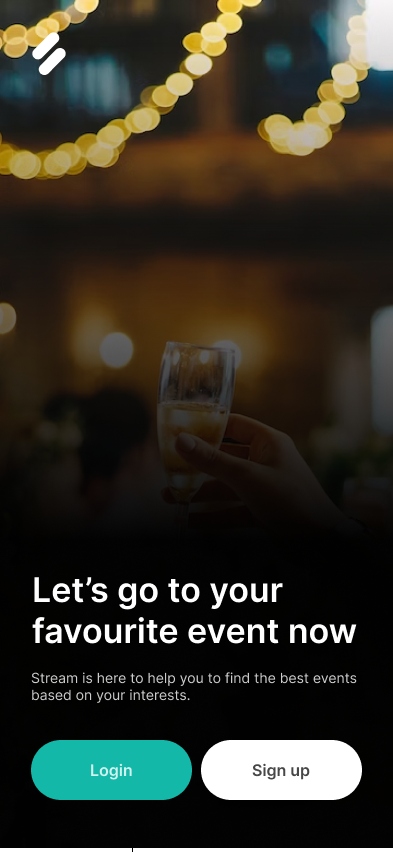 Let’s go to your
favourite event now
Stream is here to help you to find the best events
based on your interests.
Login
Sign up